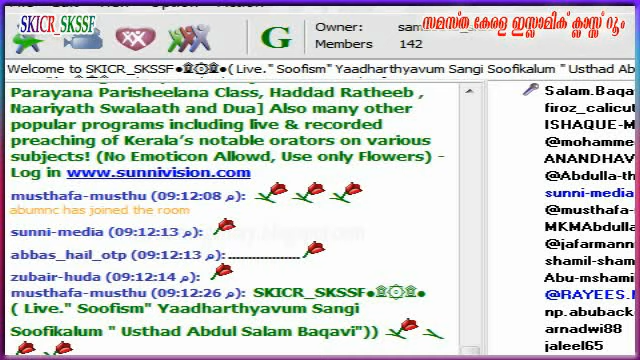 SKICR_SKSSF
സമസ്ത കേരള ഇസ്ലാമിക് ക്ലാസ്സ് റൂം
Owner: sam
Members 142
G
Welcome to SKICR_SKSSF●۩۞۩●( Live." Soofism" Yaadharthyavum Sangi Soofikalum " Usthad Ab
Parayana Parisheelana Class, Haddad Ratheeb ,
Naariyath Swalaath and Dua] Also many other
popular programs including live & recorded
preaching of Kerala's notable orators on various
subjects! (No Emoticon Allowd, Use only Flowers) -
Log in www.sunnivision.com
musthafa-musthu (09:12:08 م):
abumnc has joined the room
sunni-media (09:12:13 م):
abbas_hail_otp (09:12:13 م): ...................
zubair-huda (09:12:14 م):
musthafa-musthu (09:12:26 م): SKICR_SKSSF●۩۞۩●
( Live." Soofism" Yaadharthyavum Sangi
Soofikalum " Usthad Abdul Salam Baqavi"))
Salam.Baqa
firoz_calicut
ISHAQUE-M
@mohamme
ANANDHAV
@Abdulla-th
sunni-media
@musthafa-m
MKMAbdulla
@jafarmann
shamil-sham
Abu-mshami
@RAYEES.M
np.abubacke
arnadwi88
jaleel65